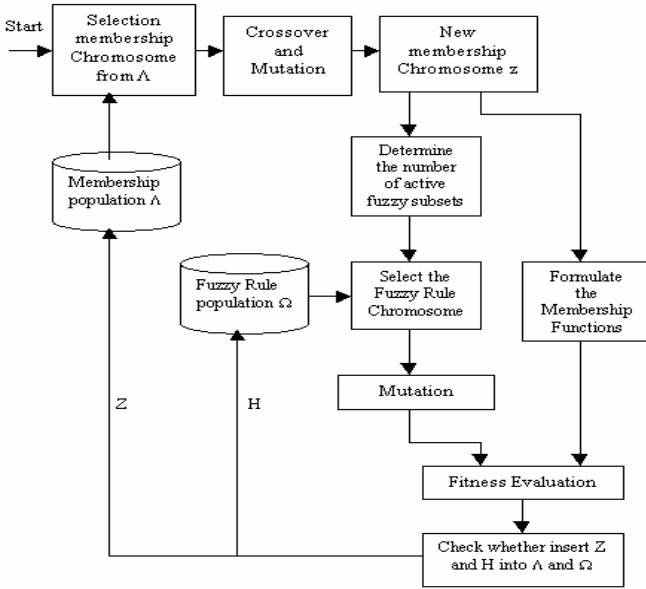 Start
Selection
membership
Chromosome
from Λ
Crossover
and
Mutation
New
membership
Chromosome z
Determine
the number
of active
fuzzy subsets
Membership
population Λ
Fuzzy Rule
population Ω
Select the
Fuzzy Rule
Chromosome
Formulate
the
Membership
Functions
Mutation
Z
H
Fitness Evaluation
Check whether insert Z
and H into Λ and Ω